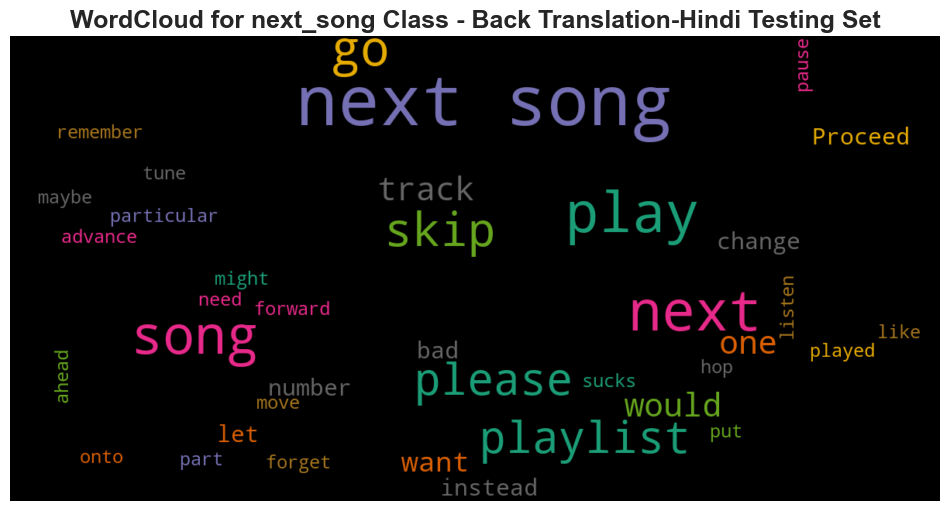 WordCloud for next_song Class - Back Translation-Hindi Testing Set
go
pause
next song
remember
Proceed
tune
track
maybe
particular
play
advance
skip
change
might
need
forward
next
listen
song
one
like
bad
played
ahead
hop
number
please
sucks
move
would
let
playlist
put
onto
part
forget
want
instead